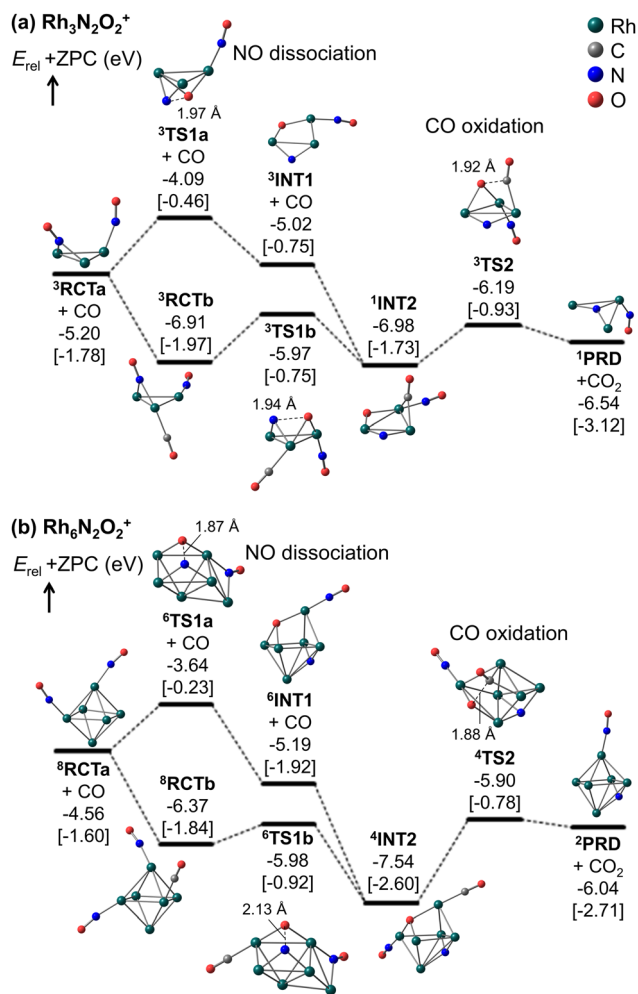 (a) Rh₃N₂O₂⁺
E_rel +ZPC (eV)
NO dissociation
Rh
C
N
O
1.97 Å
³TS1a
+ CO
-4.09
[-0.46]
³INT1
+ CO
-5.02
[-0.75]
CO oxidation
1.92 Å
³TS2
-6.19
[-0.93]
³RCTa
+ CO
-5.20
[-1.78]
³RCTb
-6.91
[-1.97]
³TS1b
-5.97
[-0.75]
1.94 Å
¹INT2
-6.98
[-1.73]
¹PRD
+CO₂
-6.54
[-3.12]
(b) Rh₆N₂O₂⁺
E_rel +ZPC (eV)
1.87 Å
NO dissociation
⁶TS1a
+ CO
-3.64
[-0.23]
⁶INT1
+ CO
-5.19
[-1.92]
CO oxidation
1.88 Å
⁴TS2
-5.90
[-0.78]
⁸RCTa
+ CO
-4.56
[-1.60]
⁸RCTb
-6.37
[-1.84]
⁶TS1b
-5.98
[-0.92]
2.13 Å
⁴INT2
-7.54
[-2.60]
²PRD
+ CO₂
-6.04
[-2.71]